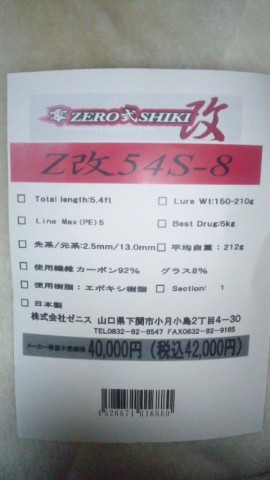 零 ZERO式SHIKI 改
Z改54S-8
Total length:5.4ft
Lure Wt:150-210g
Line Max(PE)5
Best Drug:5kg
先系/元系:2.5mm/13.0mm
平均自重：212g
使用繊維 カーボン92% グラス8%
使用樹脂：エポキシ樹脂
Section: 1
日本製
株式会社ゼニス 山口県下関市小月小島2丁目4－30
TEL0832-82-8547 FAX0832-82-9165
メーカー希望小売価格 40,000円（税込42,000円）
4526871016880